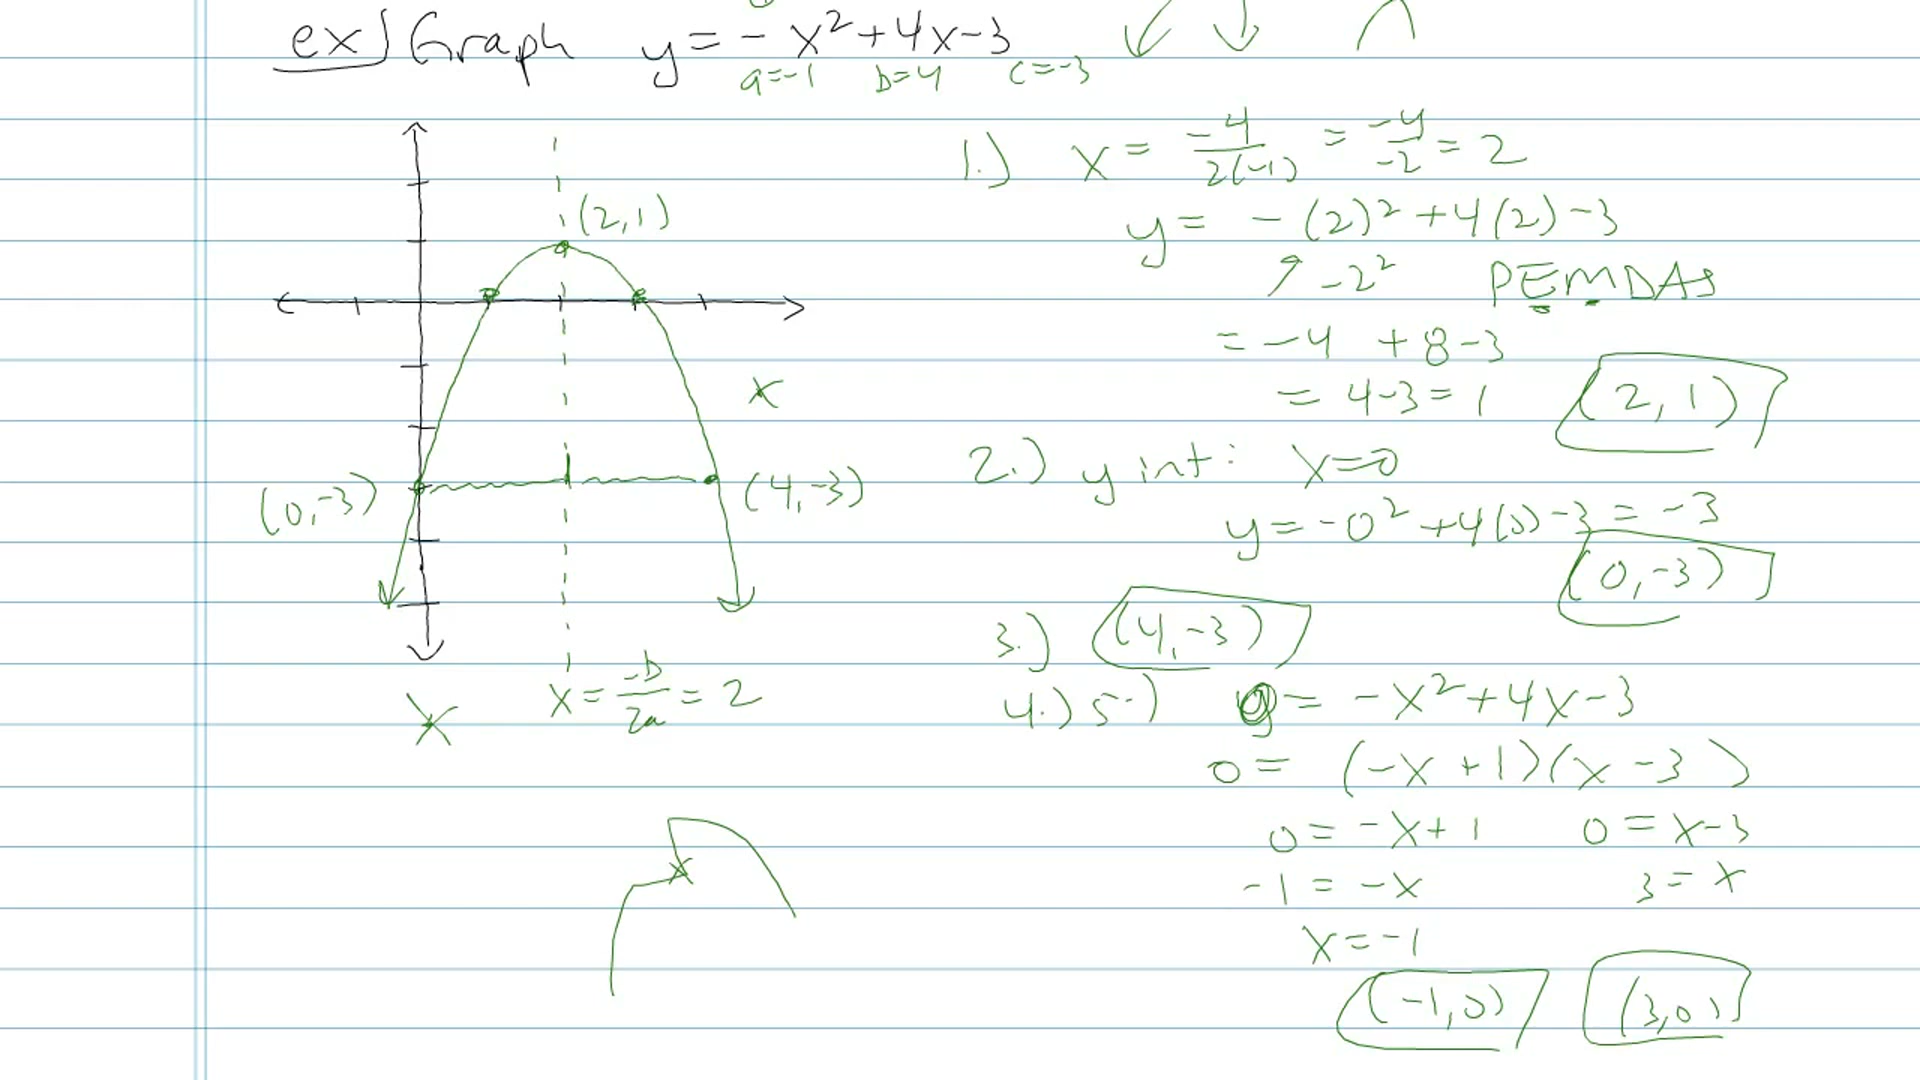 ex) Graph y = - x² + 4x - 3
a = -1 b = 4 c = -3
(2, 1)
x
(0, -3)
(4, -3)
x = -b/2a = 2
x
x
1.) x = -4/2(-1) = -4/-2 = 2
y = - (2)² + 4(2) - 3
-2² PEMDAS
= -4 + 8 - 3
= 4 - 3 = 1 (2, 1)
2.) y int: x = 0
y = -0² + 4(0) - 3 = -3
(0, -3)
3.) (4, -3)
4.) 5.) 0 = -x² + 4x - 3
0 = (-x + 1)(x - 3)
0 = -x + 1 0 = x - 3
-1 = -x 3 = x
x = -1
(-1, 0) (3, 0)